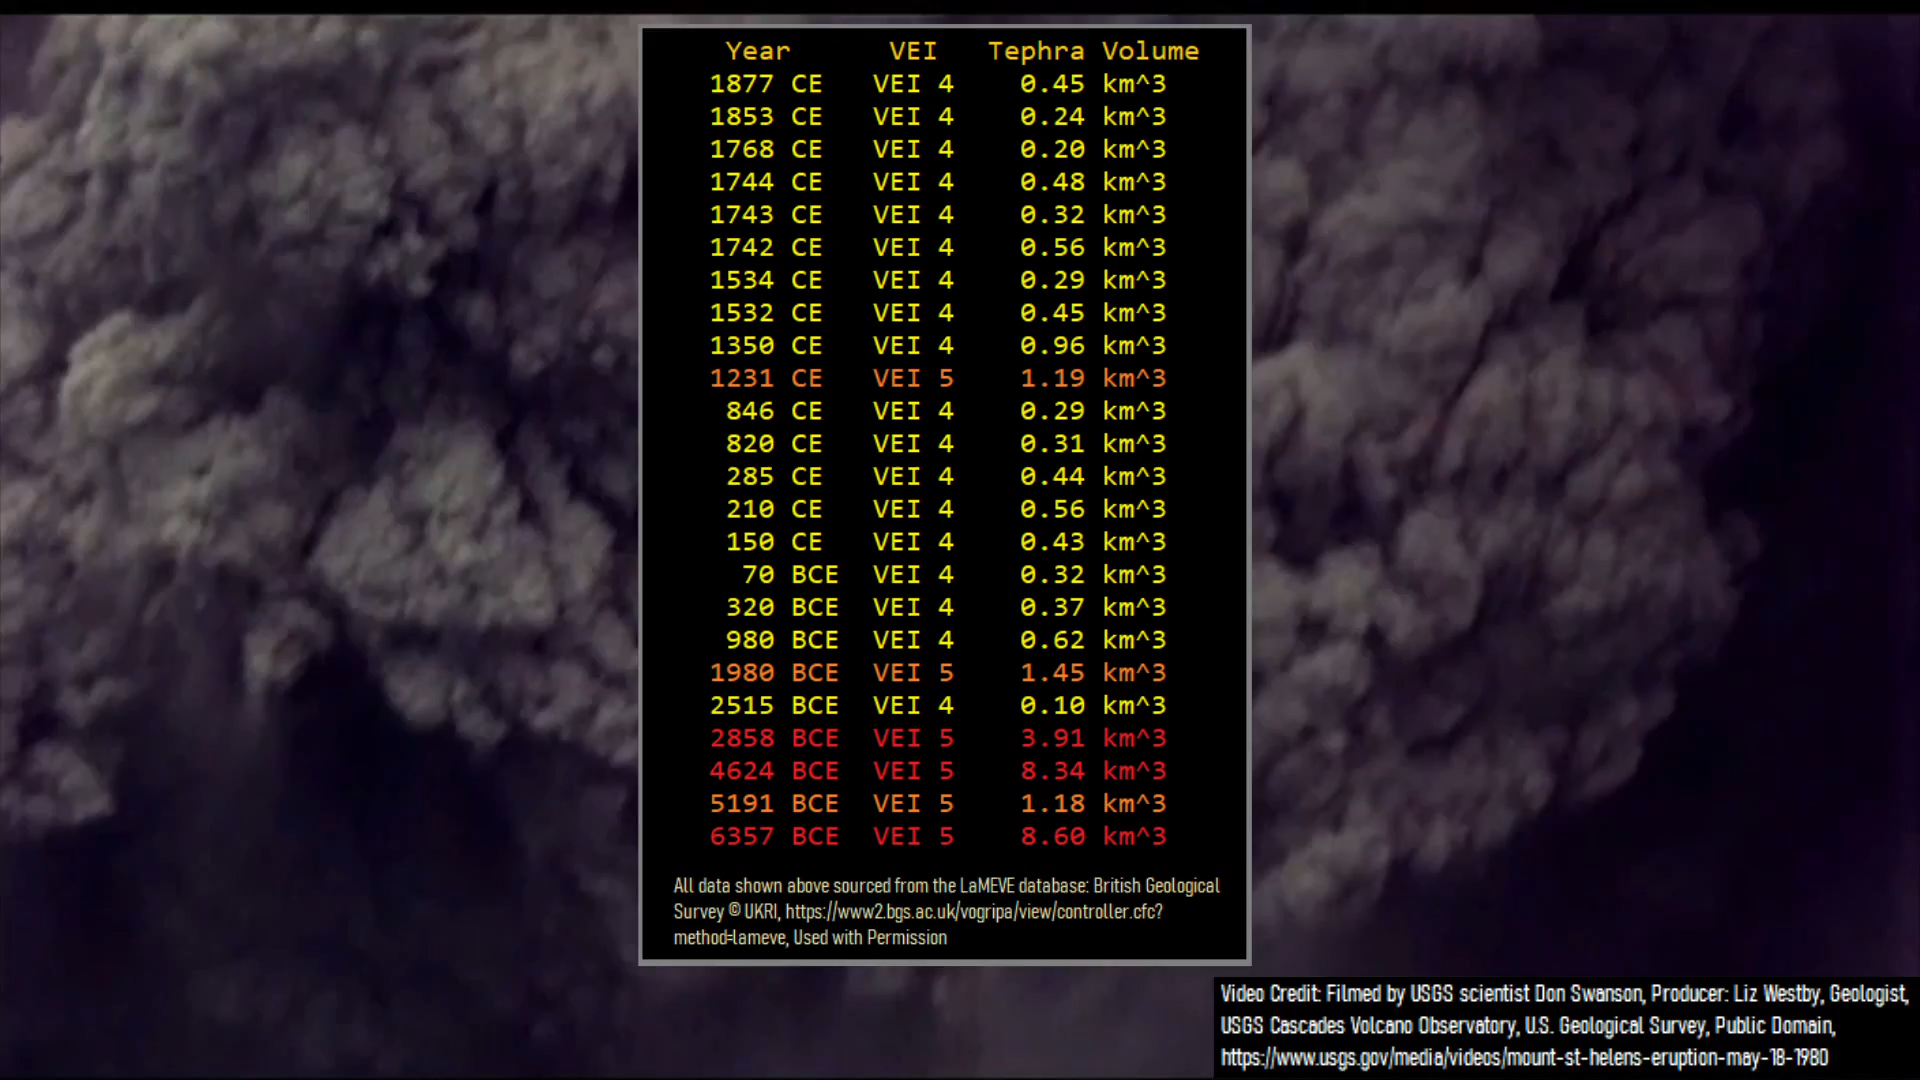 Year VEI Tephra Volume
1877 CE VEI 4 0.45 km^3
1853 CE VEI 4 0.24 km^3
1768 CE VEI 4 0.20 km^3
1744 CE VEI 4 0.48 km^3
1743 CE VEI 4 0.32 km^3
1742 CE VEI 4 0.56 km^3
1534 CE VEI 4 0.29 km^3
1532 CE VEI 4 0.45 km^3
1350 CE VEI 4 0.96 km^3
1231 CE VEI 5 1.19 km^3
846 CE VEI 4 0.29 km^3
820 CE VEI 4 0.31 km^3
285 CE VEI 4 0.44 km^3
210 CE VEI 4 0.56 km^3
150 CE VEI 4 0.43 km^3
70 BCE VEI 4 0.32 km^3
320 BCE VEI 4 0.37 km^3
980 BCE VEI 4 0.62 km^3
1980 BCE VEI 5 1.45 km^3
2515 BCE VEI 4 0.10 km^3
2858 BCE VEI 5 3.91 km^3
4624 BCE VEI 5 8.34 km^3
5191 BCE VEI 5 1.18 km^3
6357 BCE VEI 5 8.60 km^3
All data shown above sourced from the LaMEVE database: British Geological
Survey © UKRI, https://www2.bgs.ac.uk/vogripa/view/controller.cfc?
method=lameve, Used with Permission
Video Credit: Filmed by USGS scientist Don Swanson, Producer: Liz Westby, Geologist,
USGS Cascades Volcano Observatory, U.S. Geological Survey, Public Domain,
https://www.usgs.gov/media/videos/mount-st-helens-eruption-may-18-1980